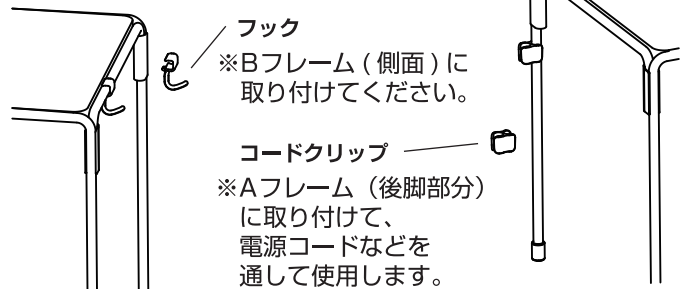 フック
※Bフレーム(側面)に
取り付けてください。
コードクリップ
※Aフレーム（後脚部分）
に取り付けて、
電源コードなどを
通して使用します。